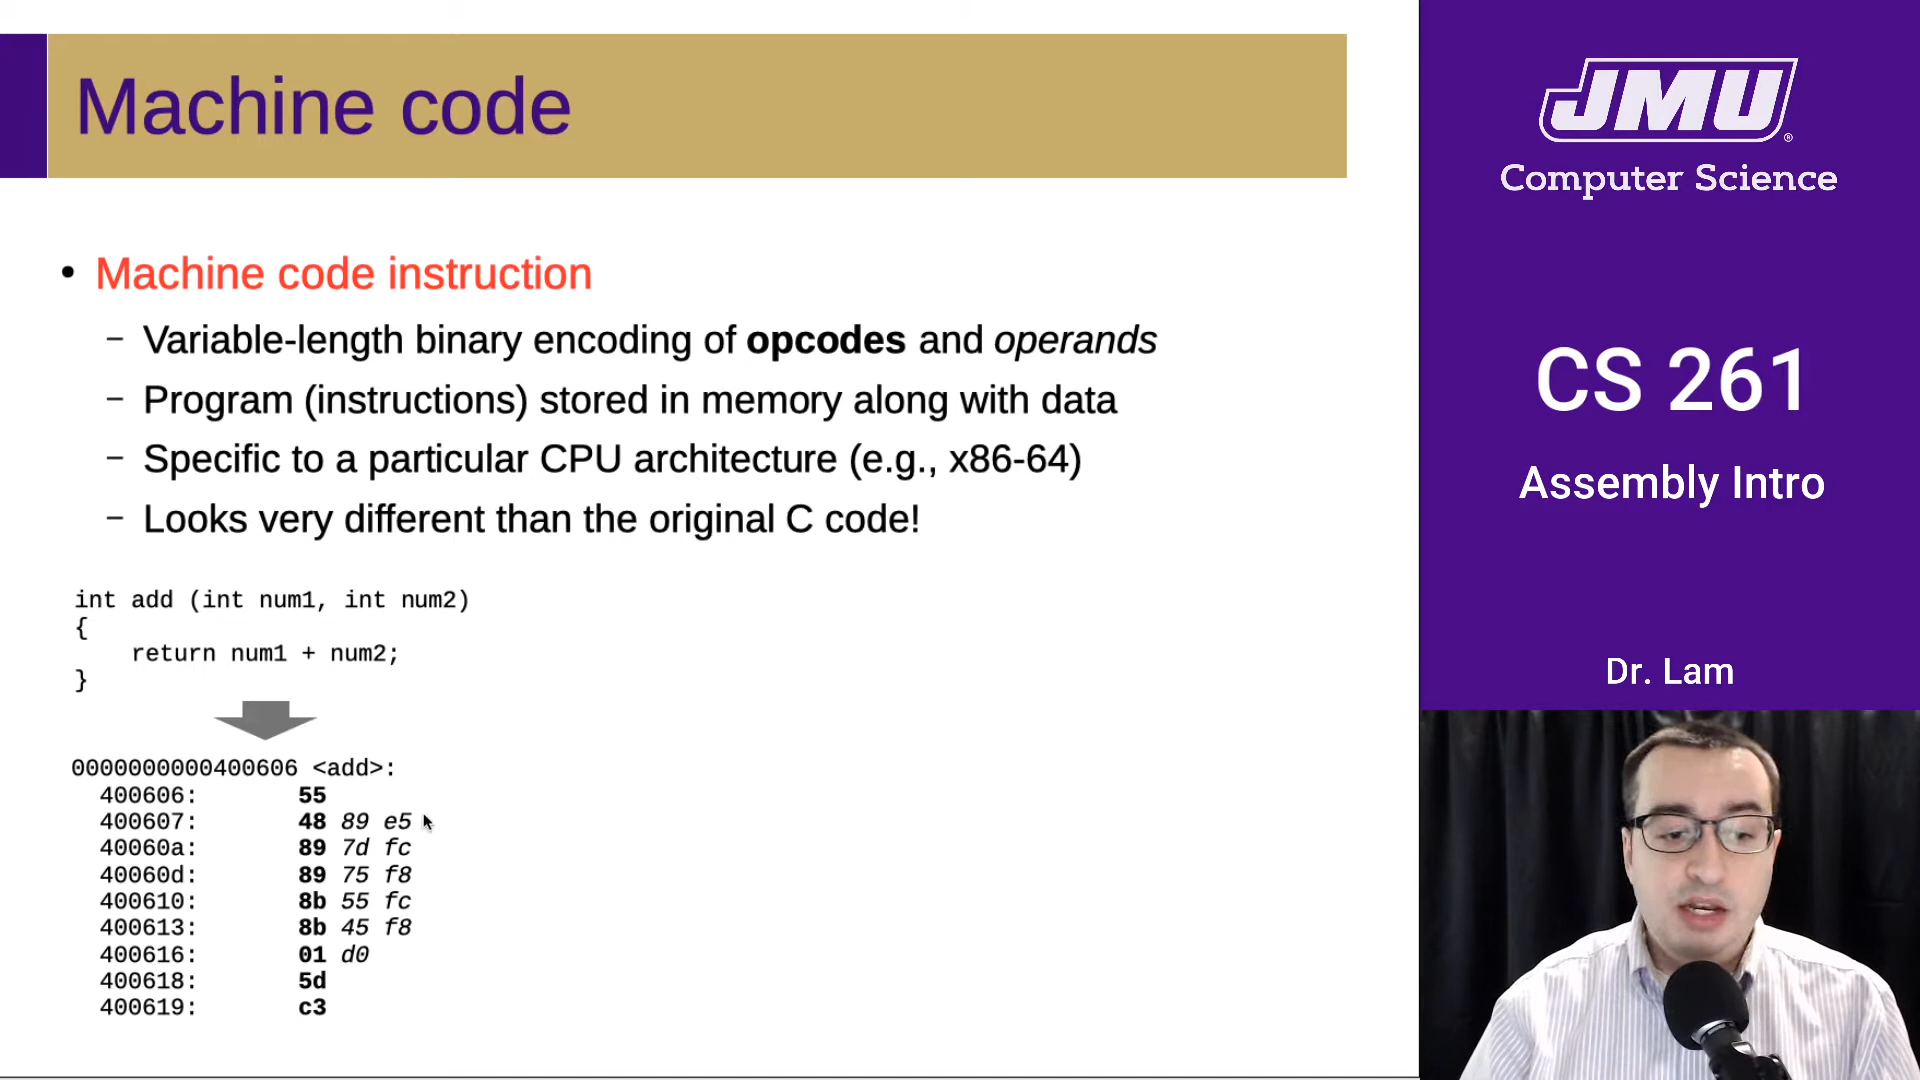 Machine code
• Machine code instruction
– Variable-length binary encoding of opcodes and operands
– Program (instructions) stored in memory along with data
– Specific to a particular CPU architecture (e.g., x86-64)
– Looks very different than the original C code!
int add (int num1, int num2)
{
    return num1 + num2;
}
0000000000400606 <add>:
  400606:       55
  400607:       48 89 e5
  40060a:       89 7d fc
  40060d:       89 75 f8
  400610:       8b 55 fc
  400613:       8b 45 f8
  400616:       01 d0
  400618:       5d
  400619:       c3
JMU®
Computer Science
CS 261
Assembly Intro
Dr. Lam